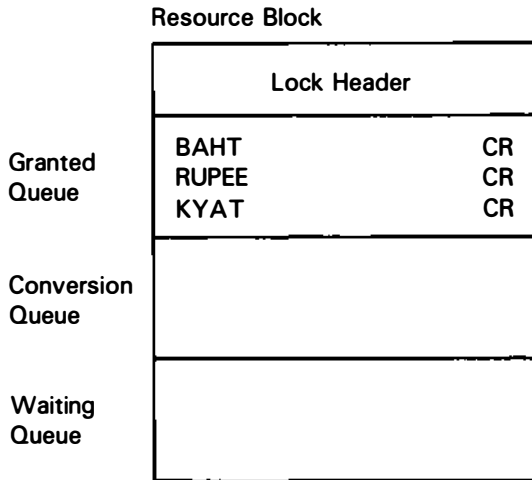 Resource Block
Lock Header
Granted
Queue
BAHT CR
RUPEE CR
KYAT CR
Conversion
Queue
Waiting
Queue